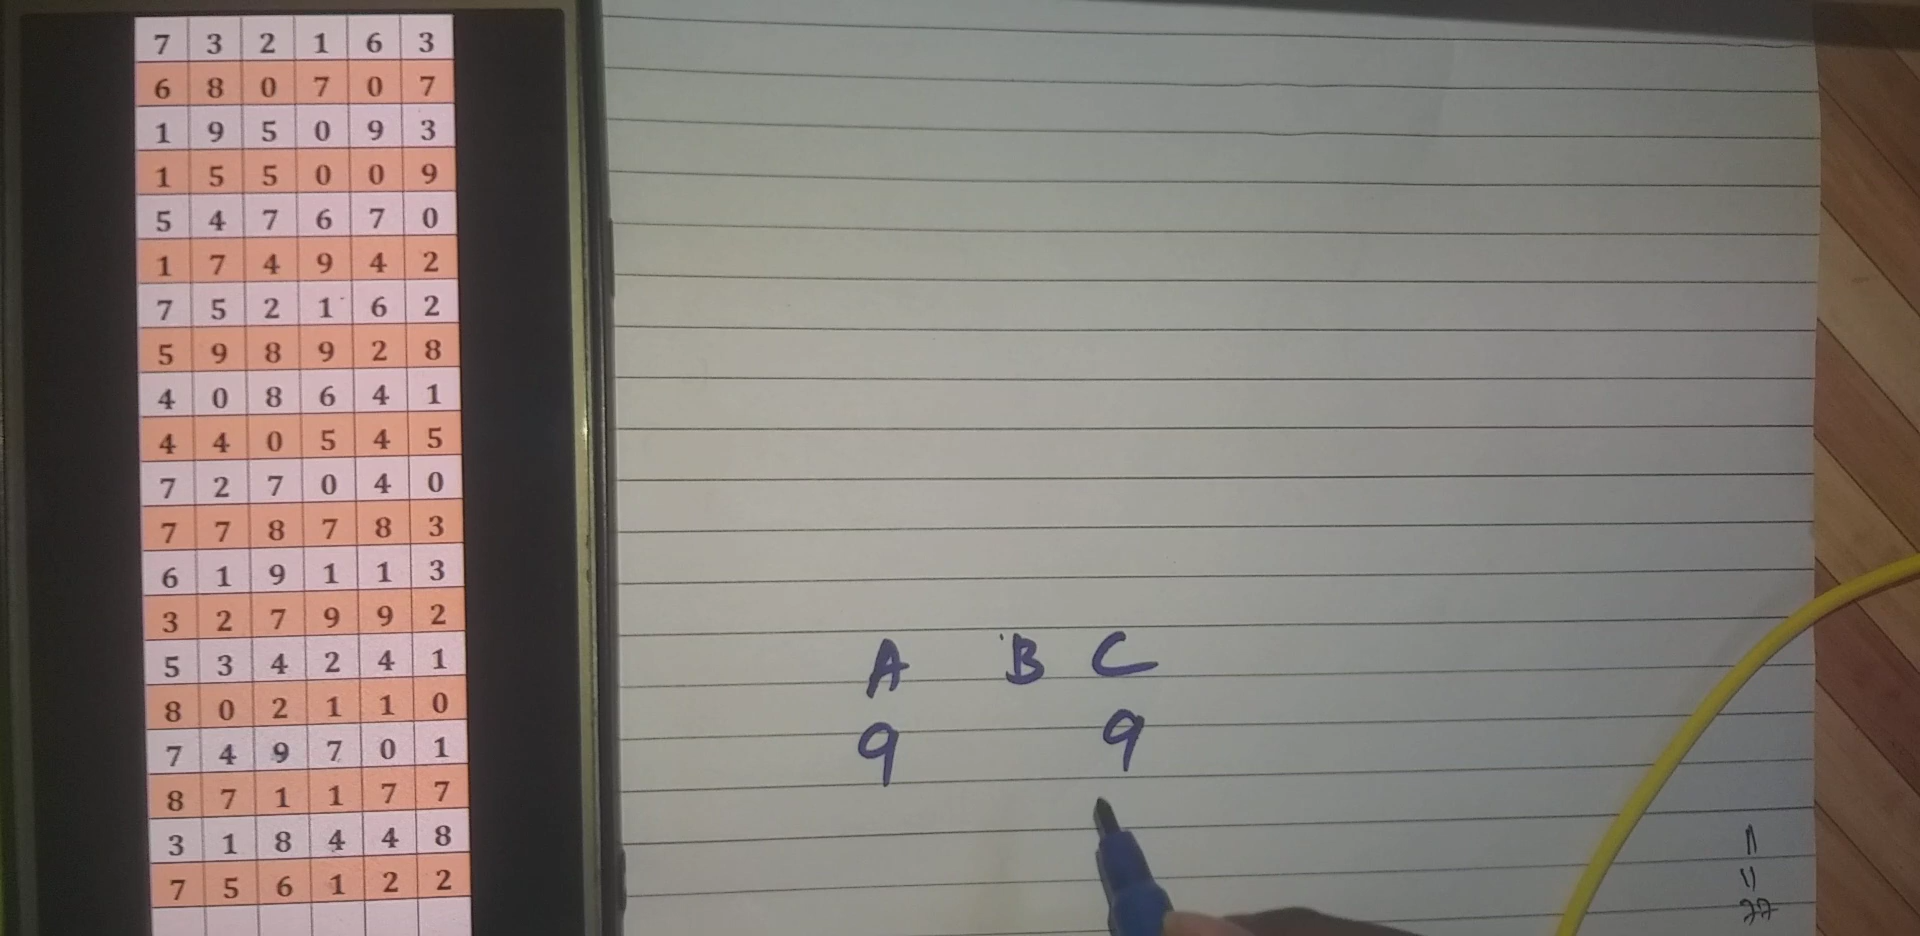 7 3 2 1 6 3
6 8 0 7 0 7
1 9 5 0 9 3
1 5 5 0 0 9
5 4 7 6 7 0
1 7 4 9 4 2
7 5 2 1 6 2
5 9 8 9 2 8
4 0 8 6 4 1
4 4 0 5 4 5
7 2 7 0 4 0
7 7 8 7 8 3
6 1 9 1 1 3
3 2 7 9 9 2
5 3 4 2 4 1
8 0 2 1 1 0
7 4 9 7 0 1
8 7 1 1 7 7
3 1 8 4 4 8
7 5 6 1 2 2
A B C
9 9